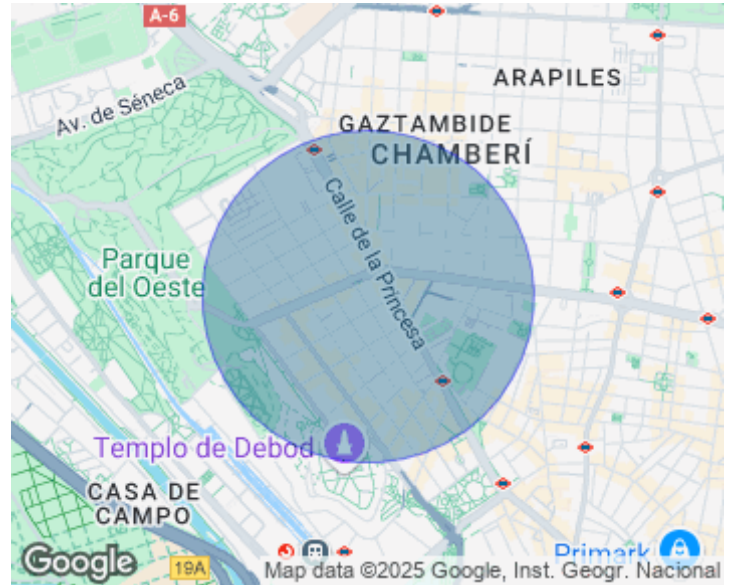 A-6
ARAPILES
Av. de Séneca
GAZTAMBIDE
CHAMBERÍ
Calle de la Princesa
Parque
del Oeste
Templo de Debod
CASA DE
CAMPO
Primark
Google
19A
Map data ©2025 Google, Inst. Geogr. Nacional